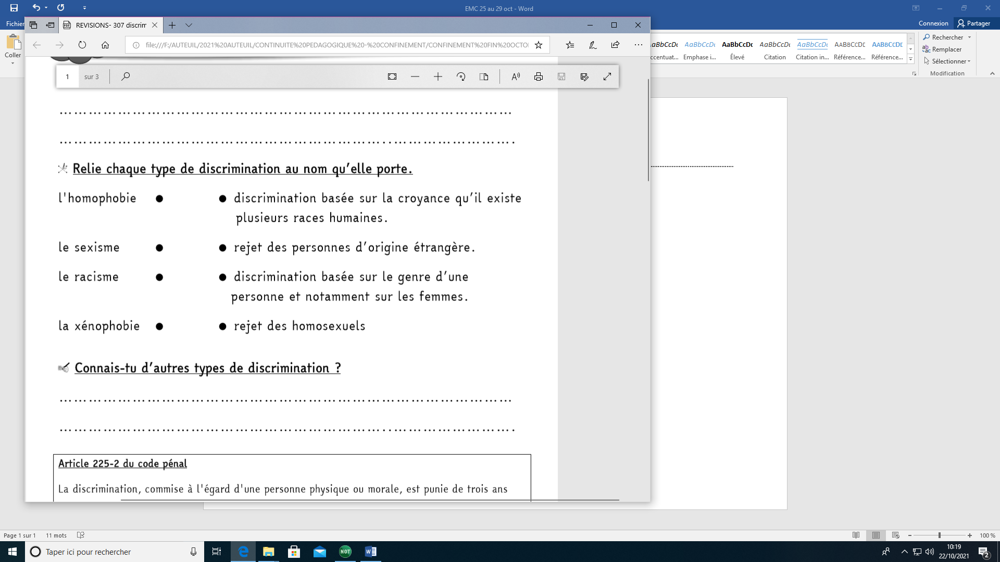 EMC 25 au 29 oct - Word
Fichier
Connexion
Partager
REVISIONS- 307 discrim
file:///F:/AUTEUIL/2021%20AUTEUIL/CONTINUITE%20PEDAGOGIQUE%20-%20CONFINEMENT/CONFINEMENT%20FIN%20OCTO
Coller
AaBbCcDc AaBbCcDc AaBbCcDc AaBbCcDc AaBbCcDc AABBCCDE AABBCCDE
ccentuat... Emphase i... Élevé Citation Citation in... Référence... Référence...
Rechercher
Remplacer
Sélectionner
Modification
1 sur 3
Relie chaque type de discrimination au nom qu’elle porte.
l'homophobie ● ● discrimination basée sur la croyance qu’il existe
plusieurs races humaines.
le sexisme ● ● rejet des personnes d’origine étrangère.
le racisme ● ● discrimination basée sur le genre d’une
personne et notamment sur les femmes.
la xénophobie ● ● rejet des homosexuels
Connais-tu d’autres types de discrimination ?
Article 225-2 du code pénal
La discrimination, commise à l'égard d'une personne physique ou morale, est punie de trois ans
Page 1 sur 1 11 mots
100 %
Taper ici pour rechercher
NOT
10:19
22/10/2021
2